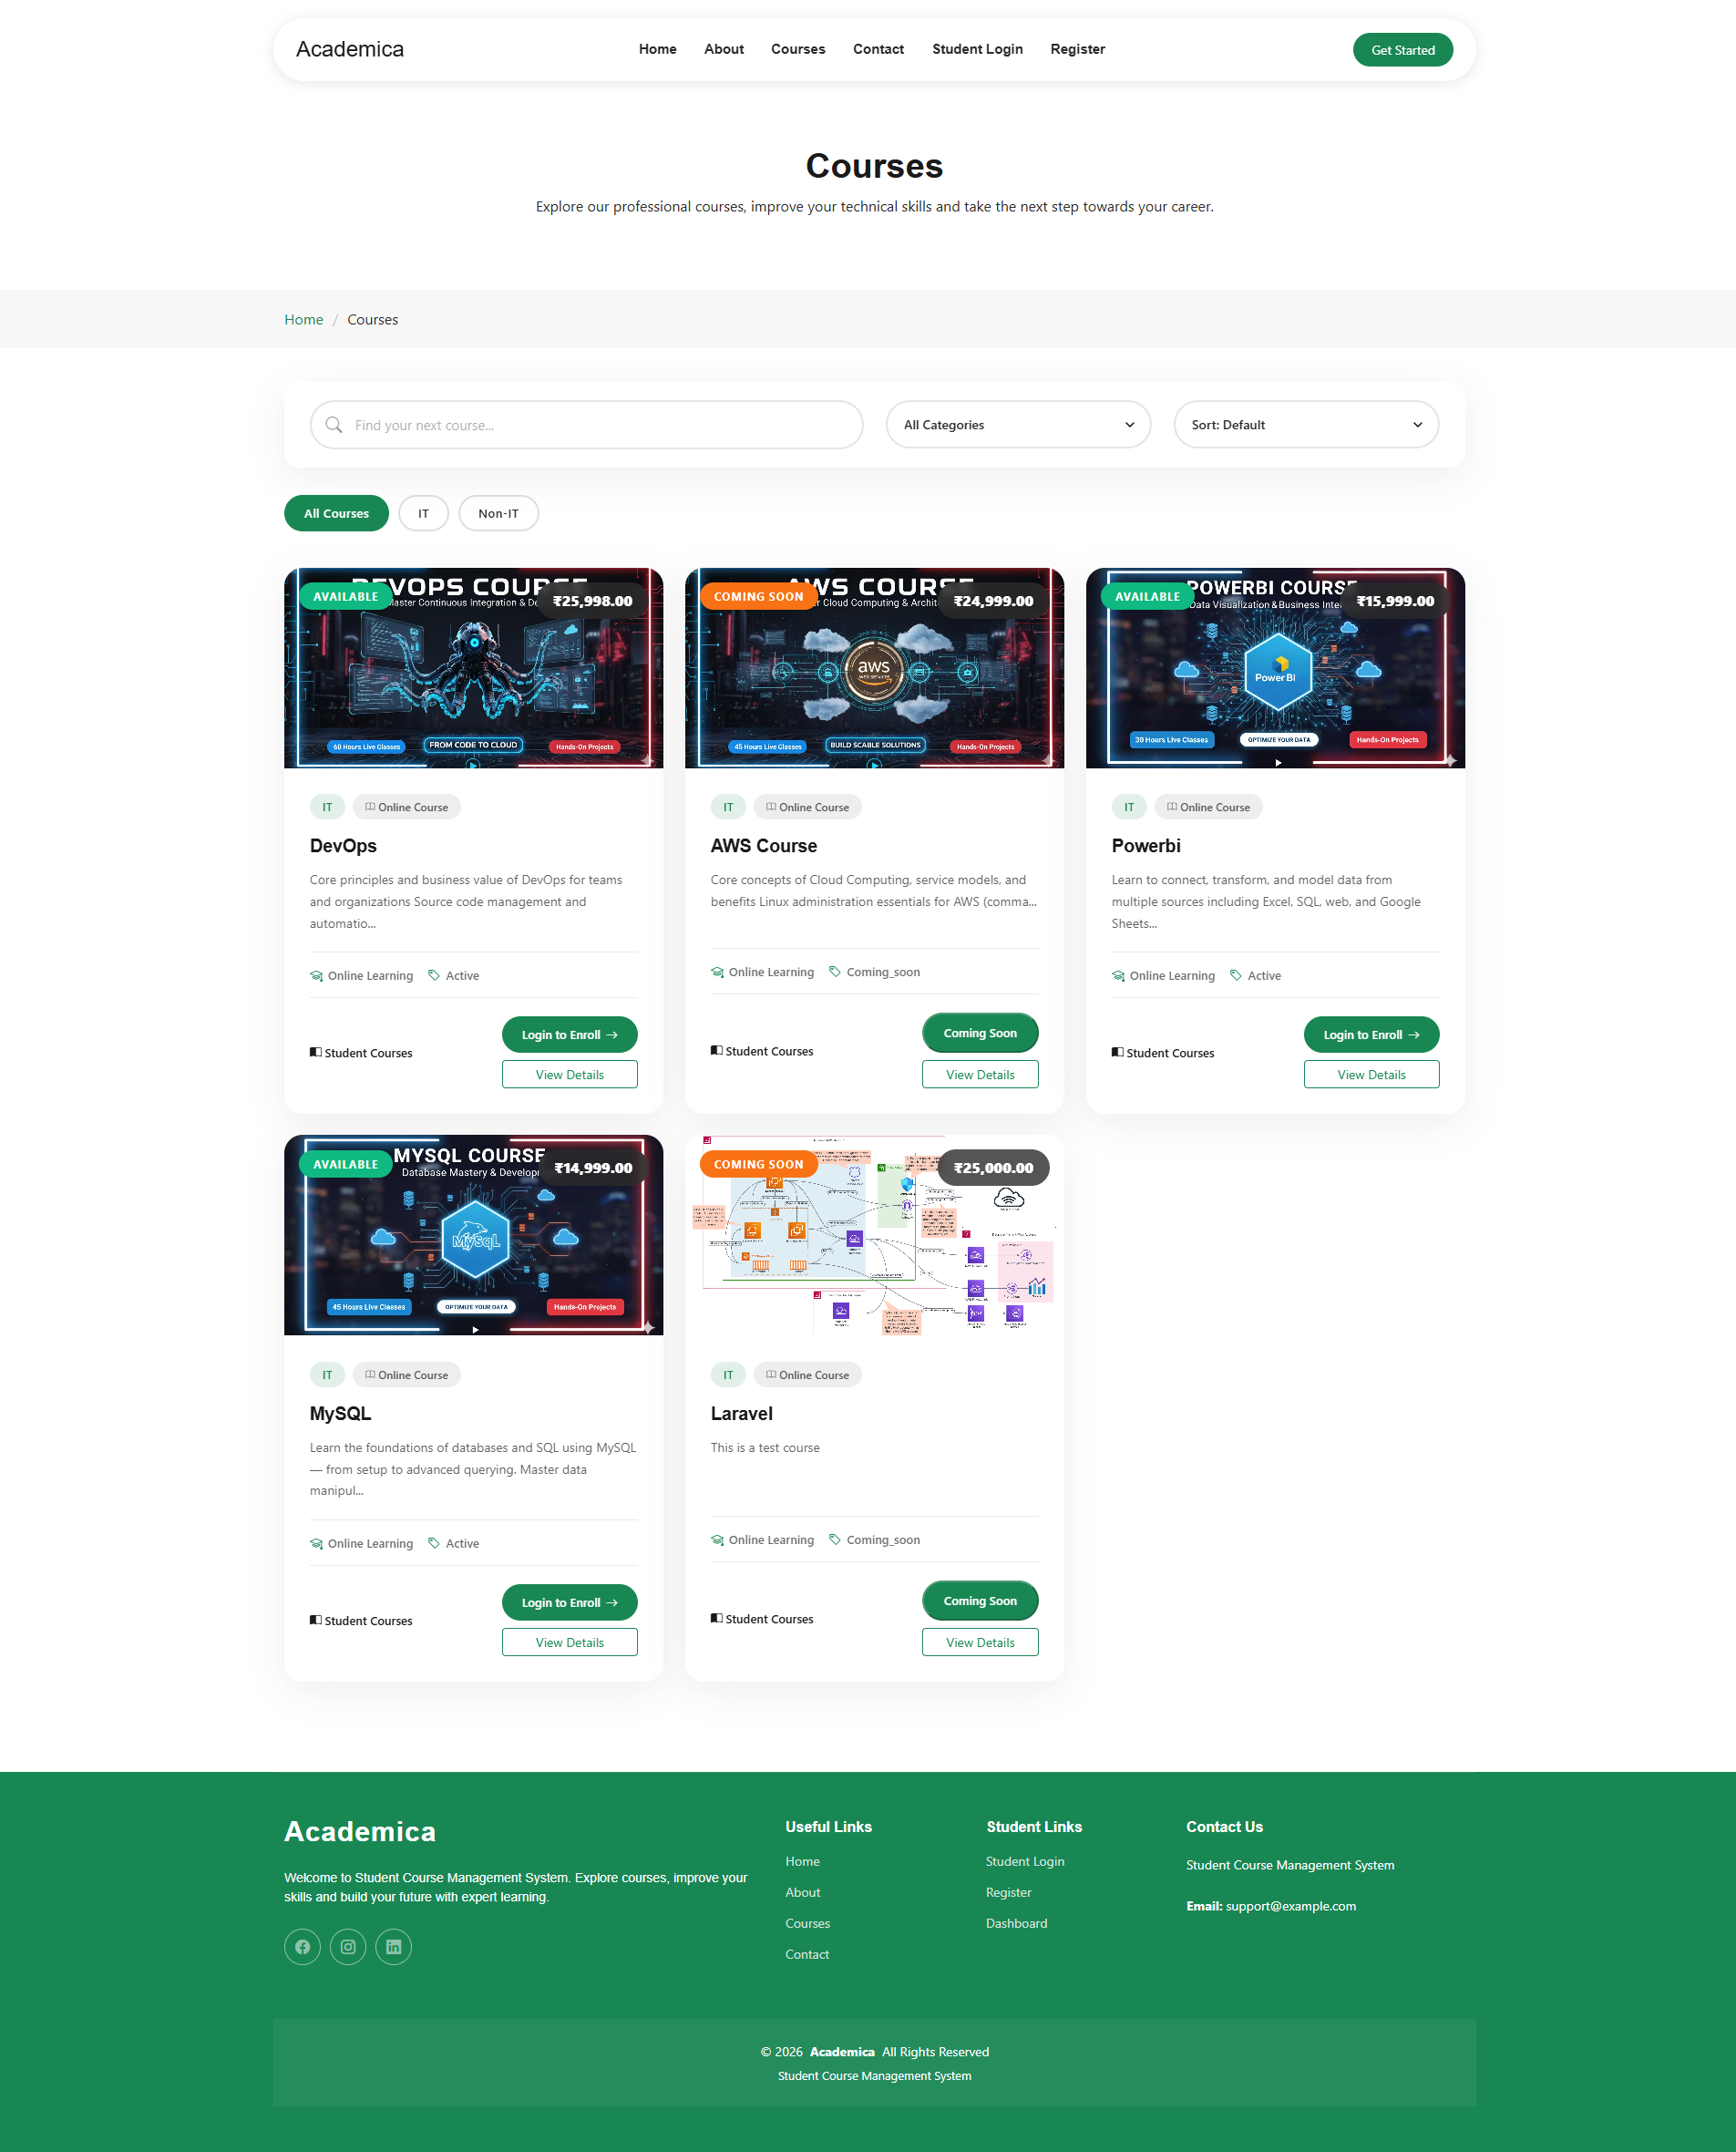 Academica
Home About Courses Contact Student Login Register
Get Started
Courses
Explore our professional courses, improve your technical skills and take the next step towards your career.
Home / Courses
Find your next course...
All Categories
Sort: Default
All Courses IT Non-IT
AVAILABLE
₹25,998.00
FROM CODE TO CLOUD
60 Hours Live Classes
Hands-On Projects
IT Online Course
DevOps
Core principles and business value of DevOps for teams
and organizations Source code management and
automatio...
Online Learning Active
Student Courses
Login to Enroll →
View Details
COMING SOON
Cloud Computing &
₹24,999.00
aws
45 Hours Live Classes
BUILD SCABLE SOLUTIONS
Hands-On Projects
IT Online Course
AWS Course
Core concepts of Cloud Computing, service models, and
benefits Linux administration essentials for AWS (comma...
Online Learning Coming_soon
Student Courses
Coming Soon
View Details
POWERBI COURSE
AVAILABLE
Data Visualization & Business
₹15,999.00
Power BI
30 Hours Live Classes
OPTIMIZE YOUR DATA
Hands-On Projects
IT Online Course
Powerbi
Learn to connect, transform, and model data from
multiple sources including Excel, SQL, web, and Google
Sheets...
Online Learning Active
Student Courses
Login to Enroll →
View Details
MYSQL COURSE
AVAILABLE
Database Mastery &
₹14,999.00
MySQL
45 Hours Live Classes
OPTIMIZE YOUR DATA
Hands-On Projects
IT Online Course
MySQL
Learn the foundations of databases and SQL using MySQL
— from setup to advanced querying. Master data
manipul...
Online Learning Active
Student Courses
Login to Enroll →
View Details
COMING SOON
₹25,000.00
IT Online Course
Laravel
This is a test course
Online Learning Coming_soon
Student Courses
Coming Soon
View Details
Academica
Welcome to Student Course Management System. Explore courses, improve your
skills and build your future with expert learning.
Useful Links
Home
About
Courses
Contact
Student Links
Student Login
Register
Dashboard
Contact Us
Student Course Management System
Email: support@example.com
© 2026 Academica All Rights Reserved
Student Course Management System